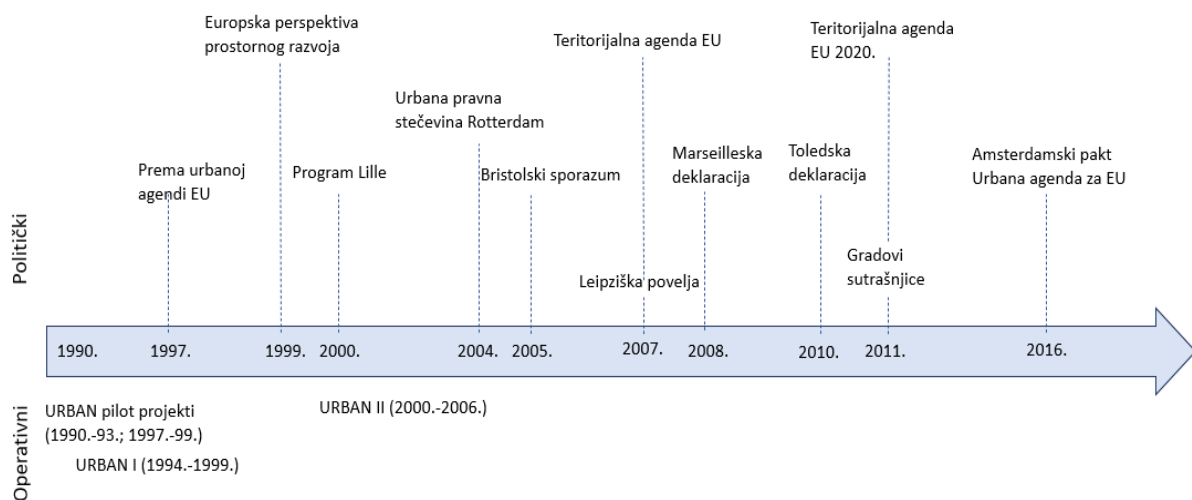 Europska perspektiva
prostornog razvoja
Teritorijalna agenda EU
Teritorijalna agenda
EU 2020.
Urbana pravna
stečevina Rotterdam
Prema urbanoj
agendi EU
Program Lille
Bristolski sporazum
Marseilleska
deklaracija
Toledska
deklaracija
Amsterdamski pakt
Urbana agenda za EU
Politički
Leipziška povelja
Gradovi
sutrašnjice
1990.
1997.
1999.
2000.
2004.
2005.
2007.
2008.
2010.
2011.
2016.
Operativni
URBAN pilot projekti
(1990.-93.; 1997.-99.)
URBAN I (1994.-1999.)
URBAN II (2000.-2006.)